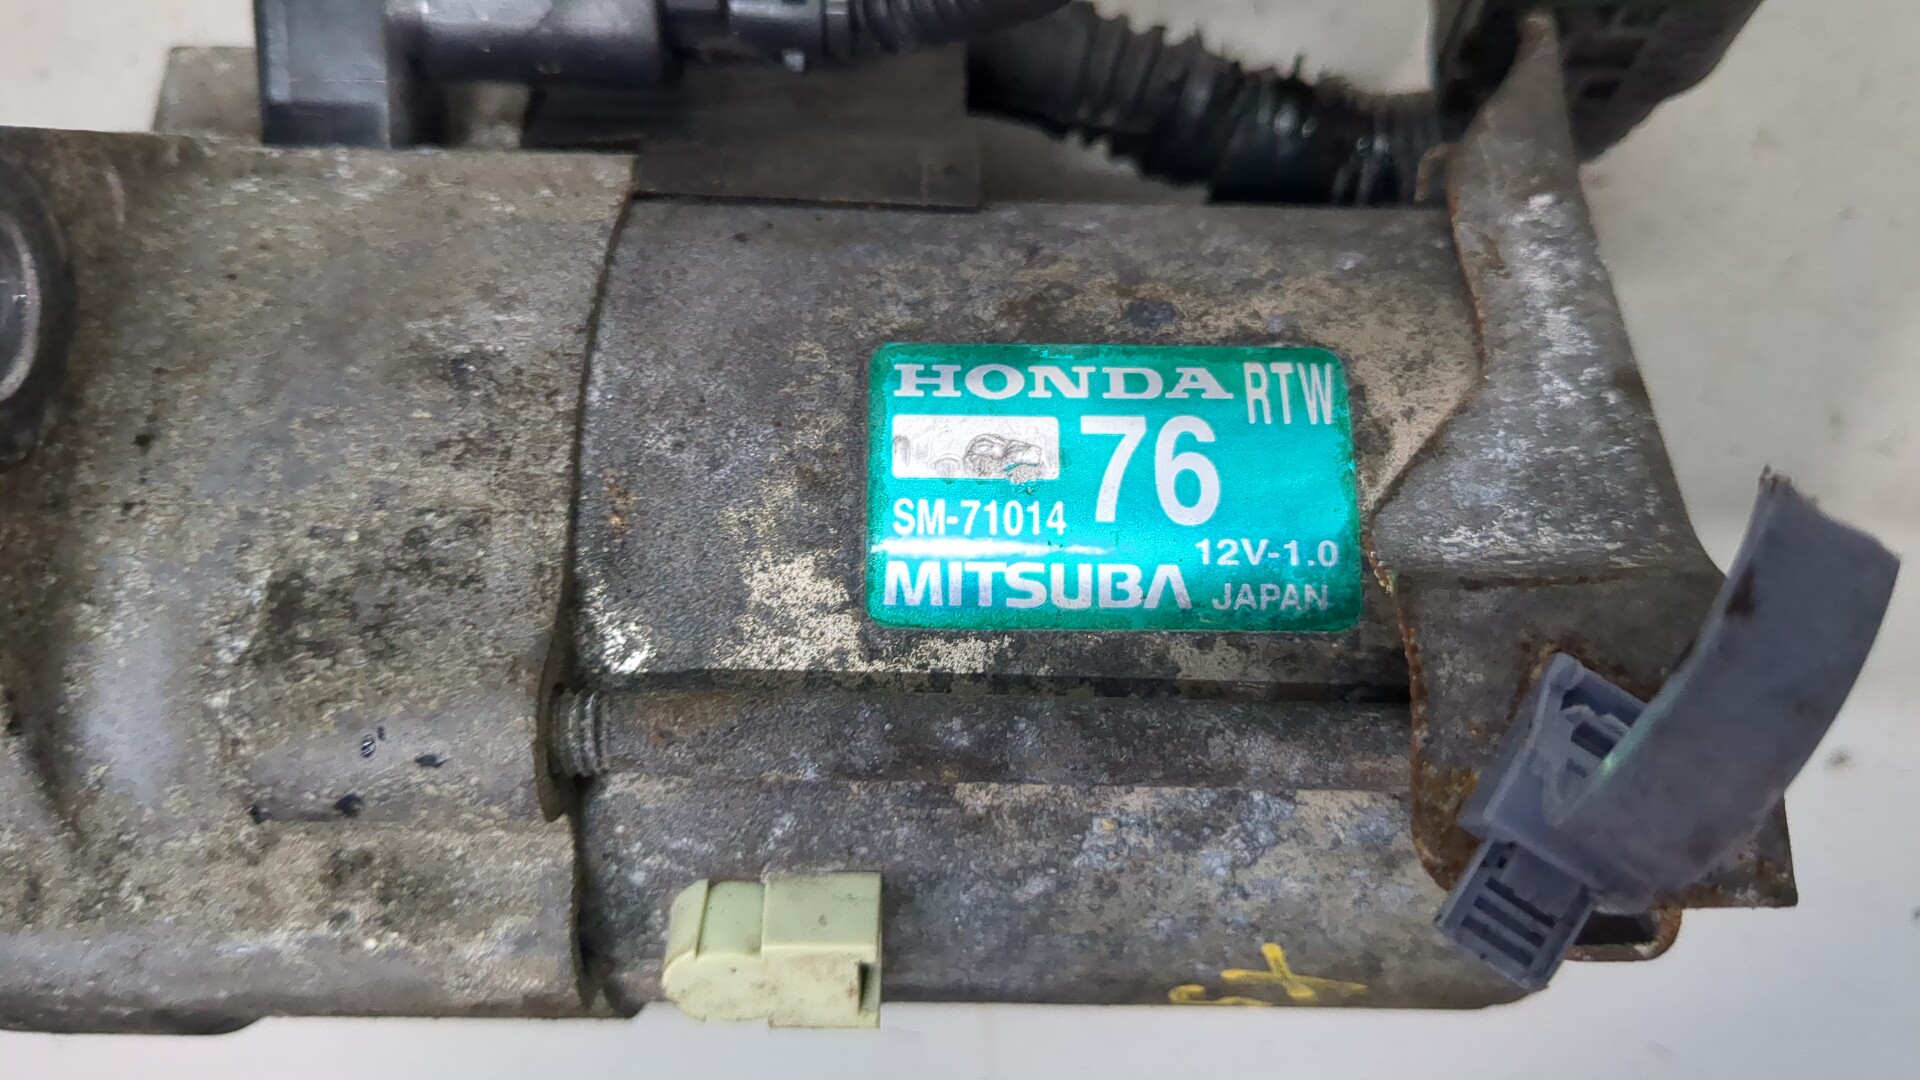 HONDA RTW
76
SM-71014
12V-1.0
MITSUBA JAPAN